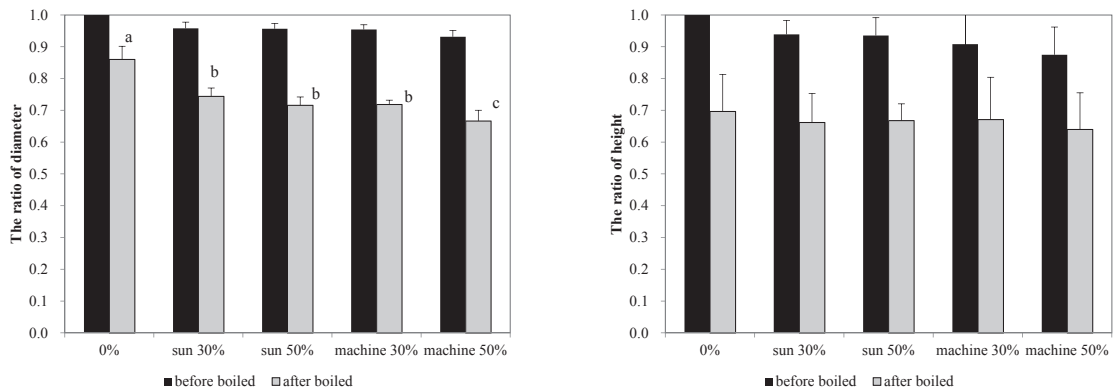 The ratio of diameter
1.0
0.9
0.8
0.7
0.6
0.5
0.4
0.3
0.2
0.1
0.0
a
b
b
b
c
0% sun 30% sun 50% machine 30% machine 50%
before boiled after boiled
The ratio of height
1.0
0.9
0.8
0.7
0.6
0.5
0.4
0.3
0.2
0.1
0.0
0% sun 30% sun 50% machine 30% machine 50%
before boiled after boiled